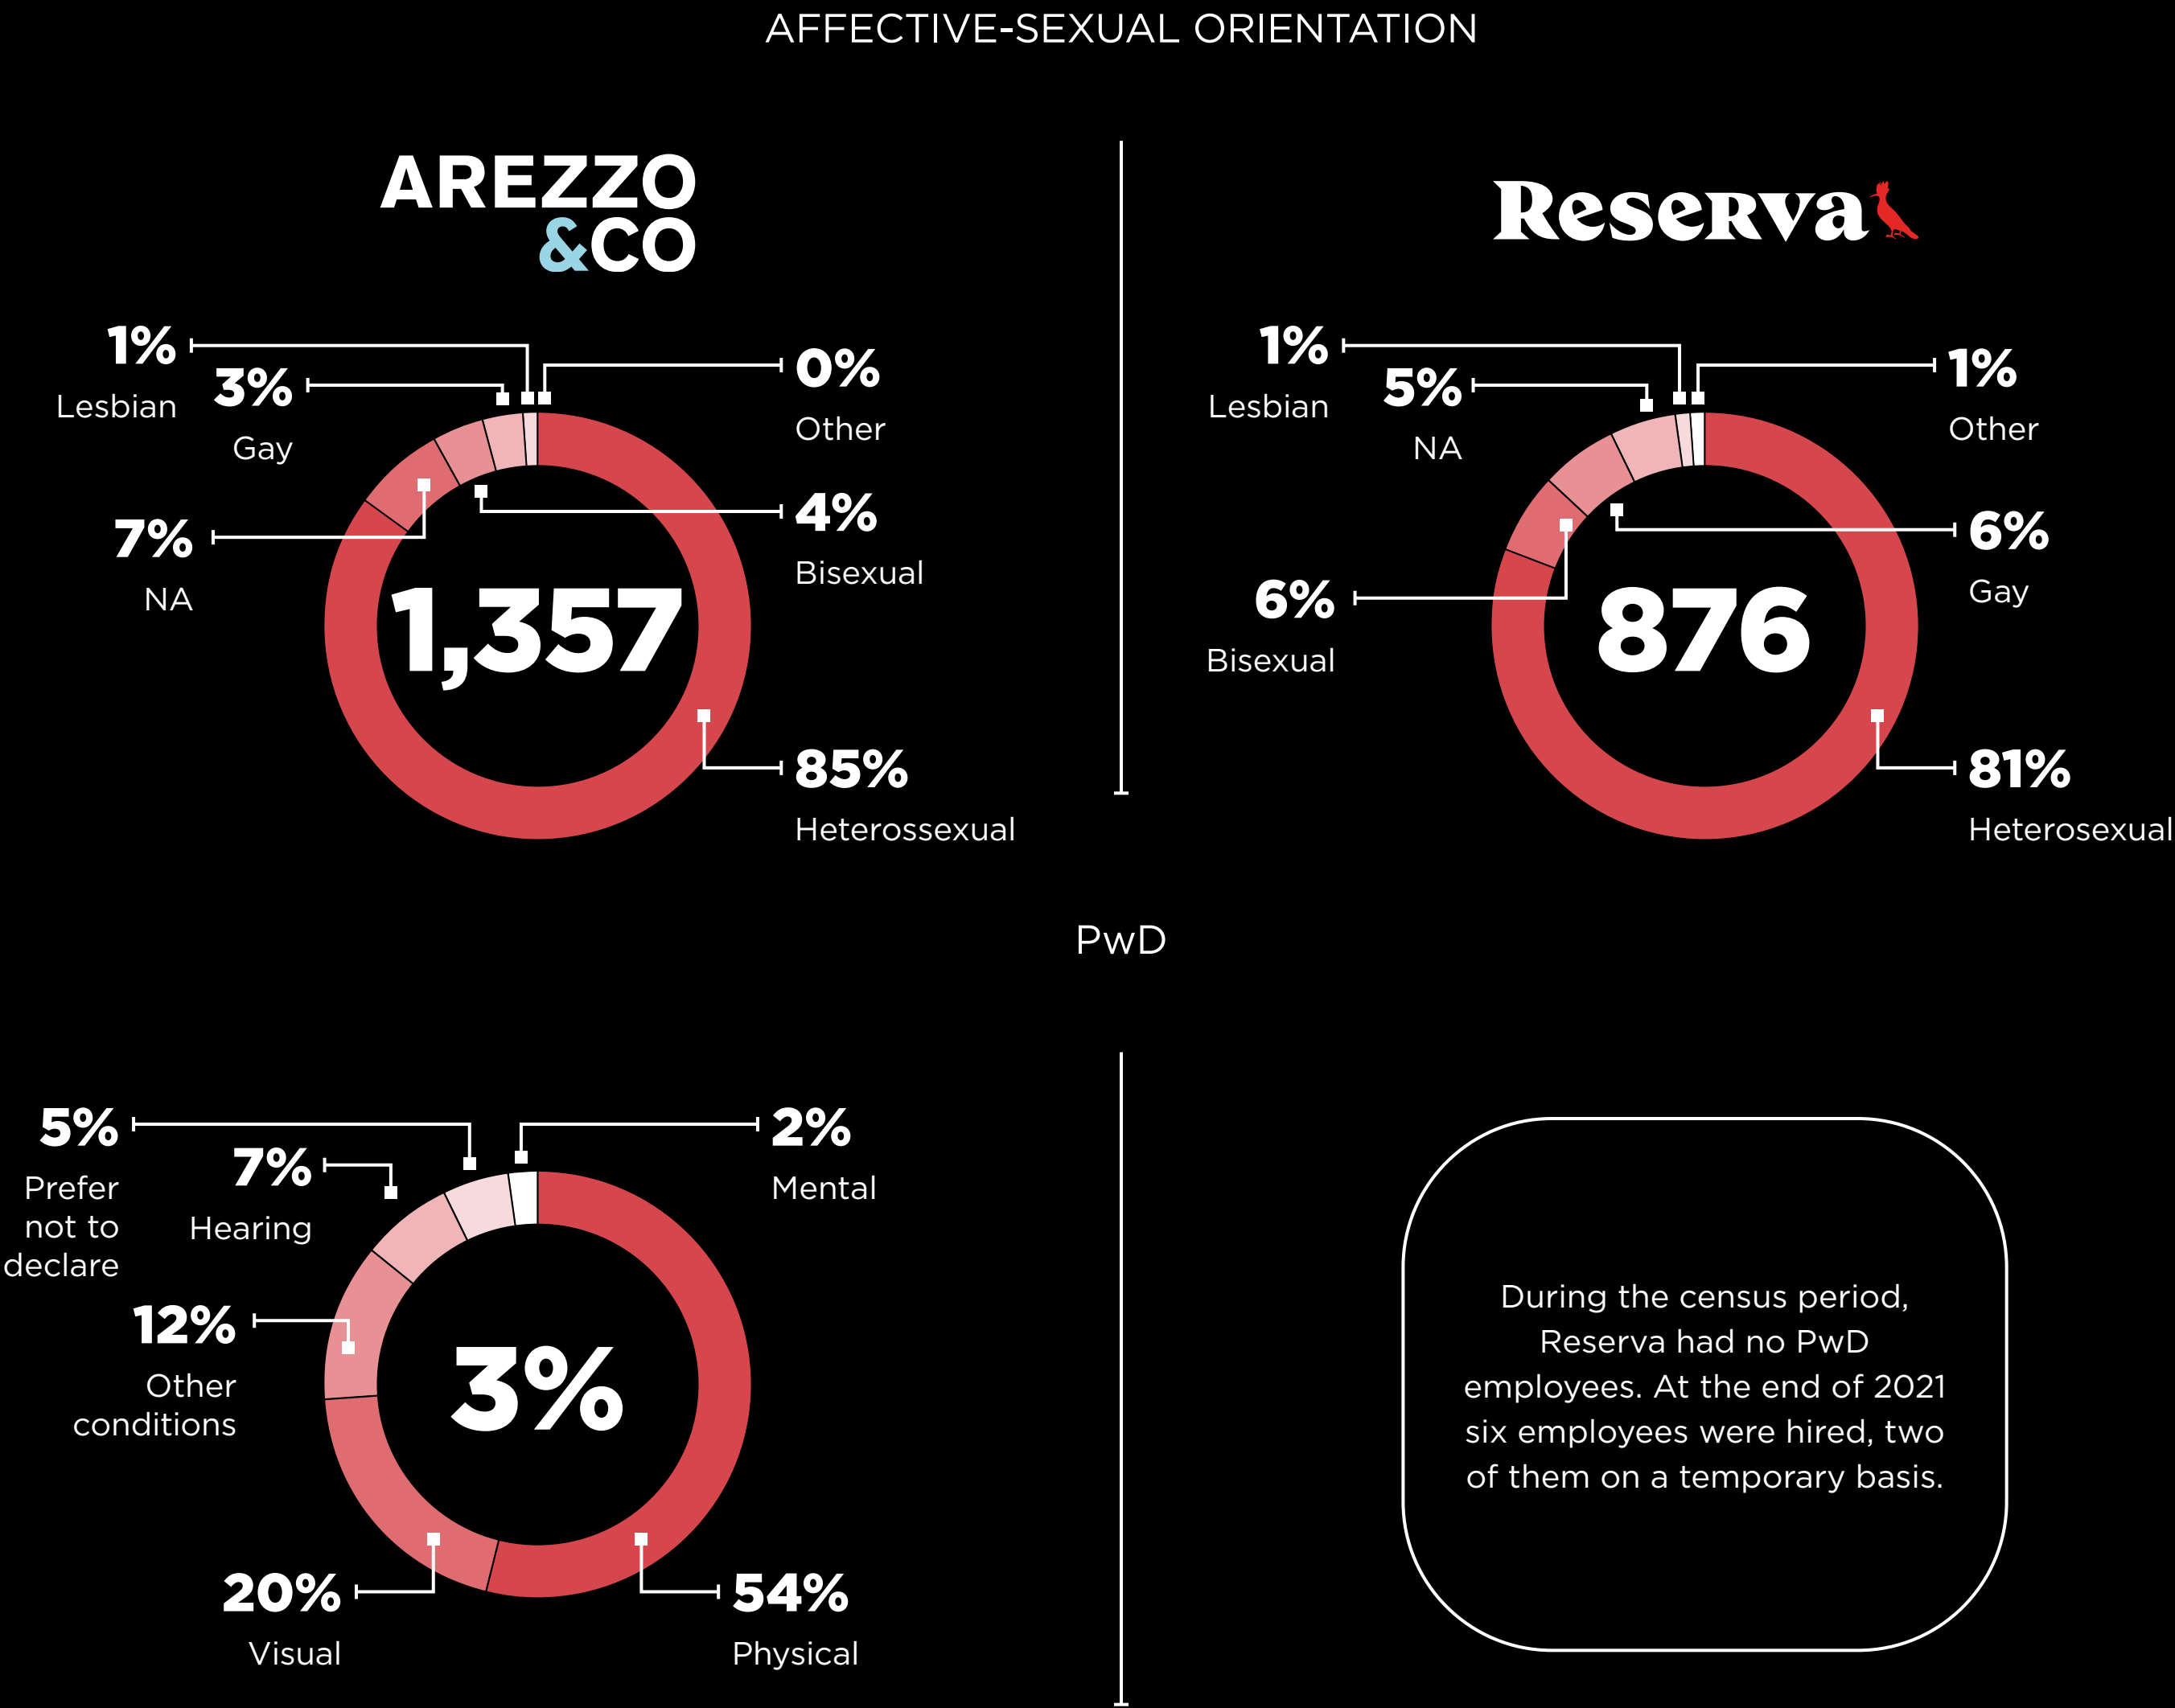 AFFECTIVE-SEXUAL ORIENTATION
AREZZO
&CO
1%
Lesbian
3%
Gay
7%
NA
0%
Other
4%
Bisexual
1,357
85%
Heterossexual
Reserva
1%
Lesbian
5%
NA
6%
Bisexual
1%
Other
6%
Gay
876
81%
Heterosexual
PwD
5%
Prefer
not to
declare
7%
Hearing
12%
Other
conditions
2%
Mental
3%
20%
Visual
54%
Physical
During the census period,
Reserva had no PwD
employees. At the end of 2021
six employees were hired, two
of them on a temporary basis.